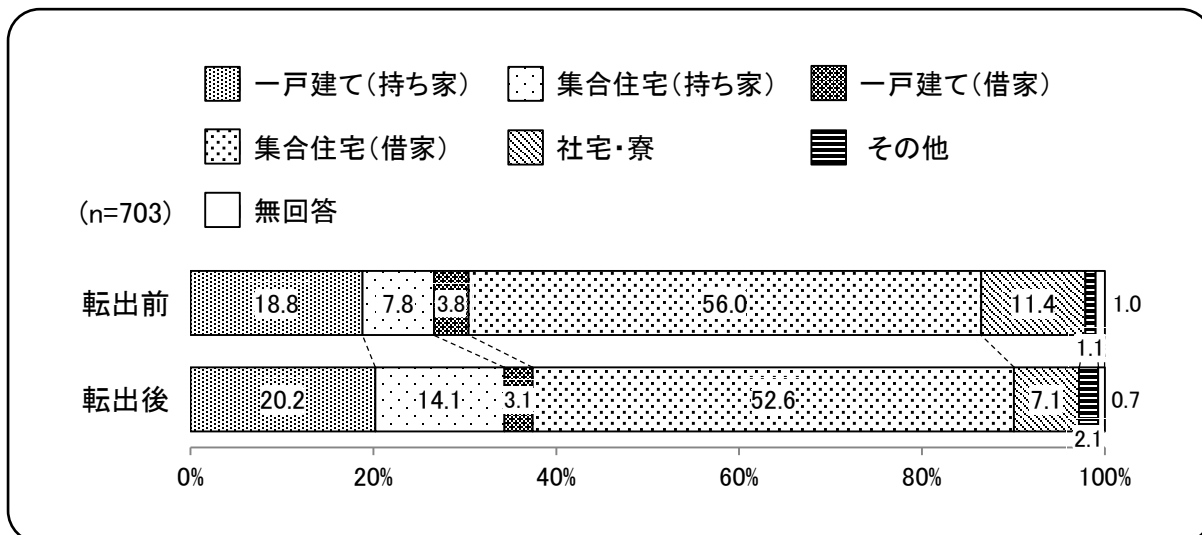 一戸建て(持ち家) 集合住宅(持ち家) 一戸建て(借家)
集合住宅(借家) 社宅・寮 その他
(n=703) 無回答
転出前 18.8 7.8 3.8 56.0 11.4 1.0
1.1
転出後 20.2 14.1 3.1 52.6 7.1 0.7
2.1
0% 20% 40% 60% 80% 100%